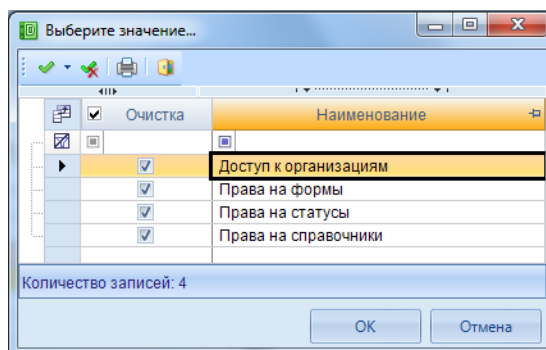 Выберите значение...
Очистка Наименование
Доступ к организациям
Права на формы
Права на статусы
Права на справочники
Количество записей: 4
ОК Отмена